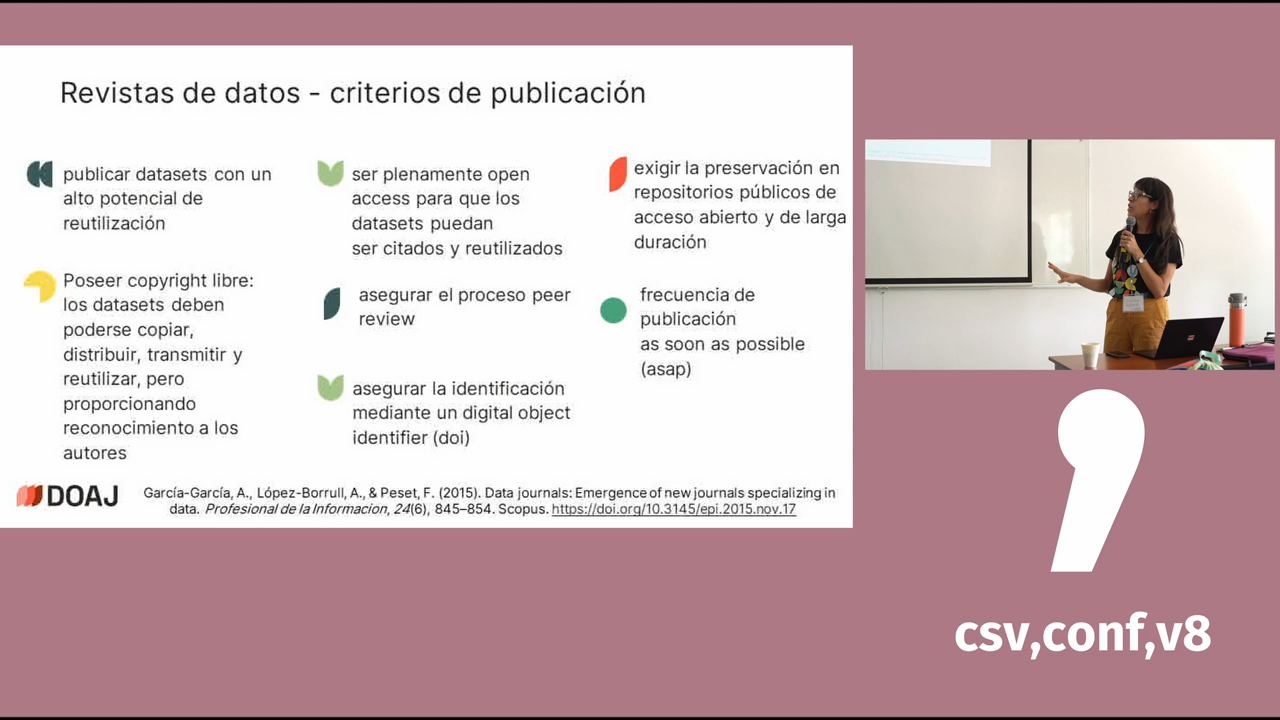 Revistas de datos - criterios de publicación
publicar datasets con un
alto potencial de
reutilización
Poseer copyright libre:
los datasets deben
poderse copiar,
distribuir, transmitir y
reutilizar, pero
proporcionando
reconocimiento a los
autores
ser plenamente open
access para que los
datasets puedan
ser citados y reutilizados
asegurar el proceso peer
review
asegurar la identificación
mediante un digital object
identifier (doi)
exigir la preservación en
repositorios públicos de
acceso abierto y de larga
duración
frecuencia de
publicación
as soon as possible
(asap)
DOAJ
García-García, A., López-Borrull, A., & Peset, F. (2015). Data journals: Emergence of new journals specializing in
data. Profesional de la Informacion, 24(6), 845–854. Scopus. https://doi.org/10.3145/epi.2015.nov.17
csv,conf,v8